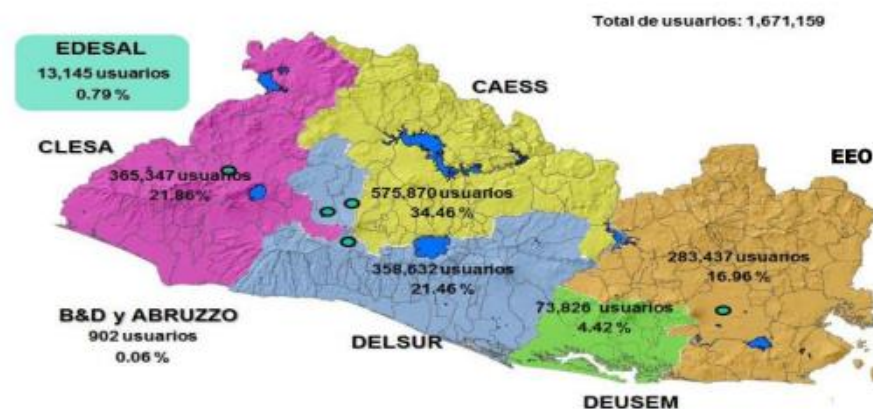 Total de usuarios: 1,671,159
EDESAL
13,145 usuarios
0.79 %
CAESS
CLESA
EEO
365,347 usuarios
21.86%
575,870 usuarios
34.46 %
283,437 usuarios
16.96 %
358,632 usuarios
21.46 %
73,826 usuarios
4.42 %
B&D y ABRUZZO
902 usuarios
0.06 %
DELSUR
DEUSEM